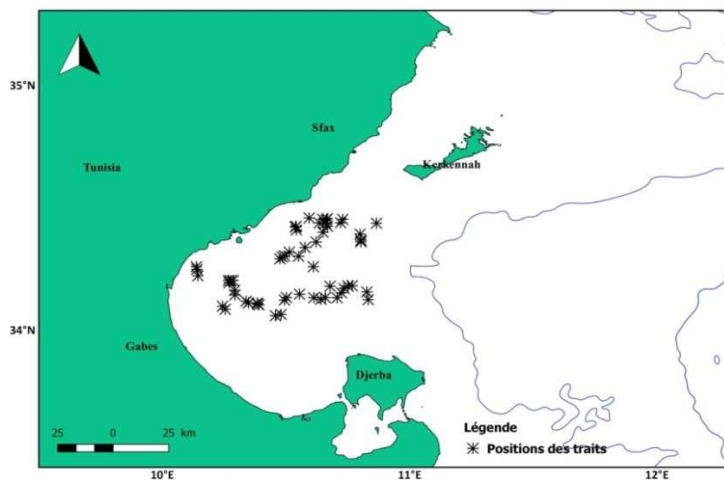 35°N
Sfax
Tunisia
Kerkennah
34°N
Gabes
Djerba
25 0 25 km
Légende
Positions des traits
10°E 11°E 12°E